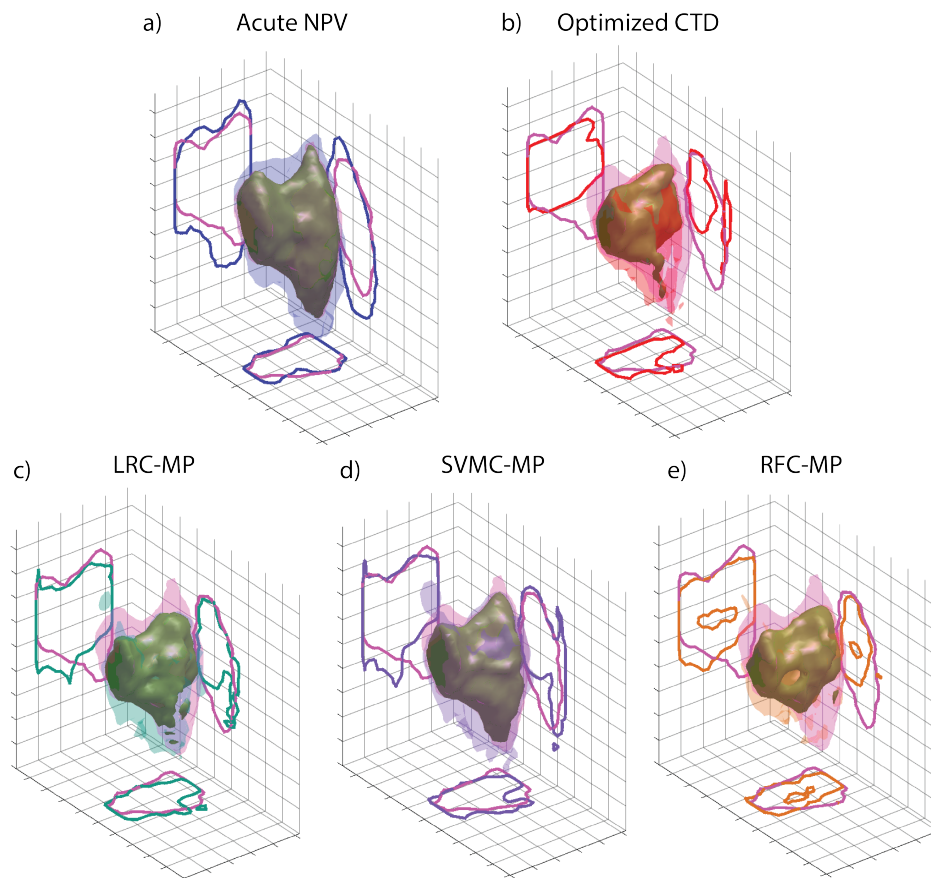 a) Acute NPV
b) Optimized CTD
c) LRC-MP
d) SVMC-MP
e) RFC-MP